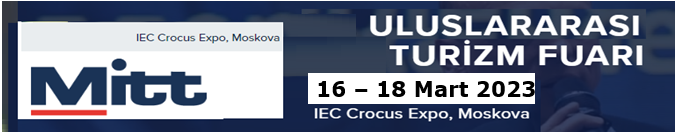 IEC Crocus Expo, Moskova
Mitt
ULUSLARARASI
TURİZM FUARI
16 – 18 Mart 2023
IEC Crocus Expo, Moskova